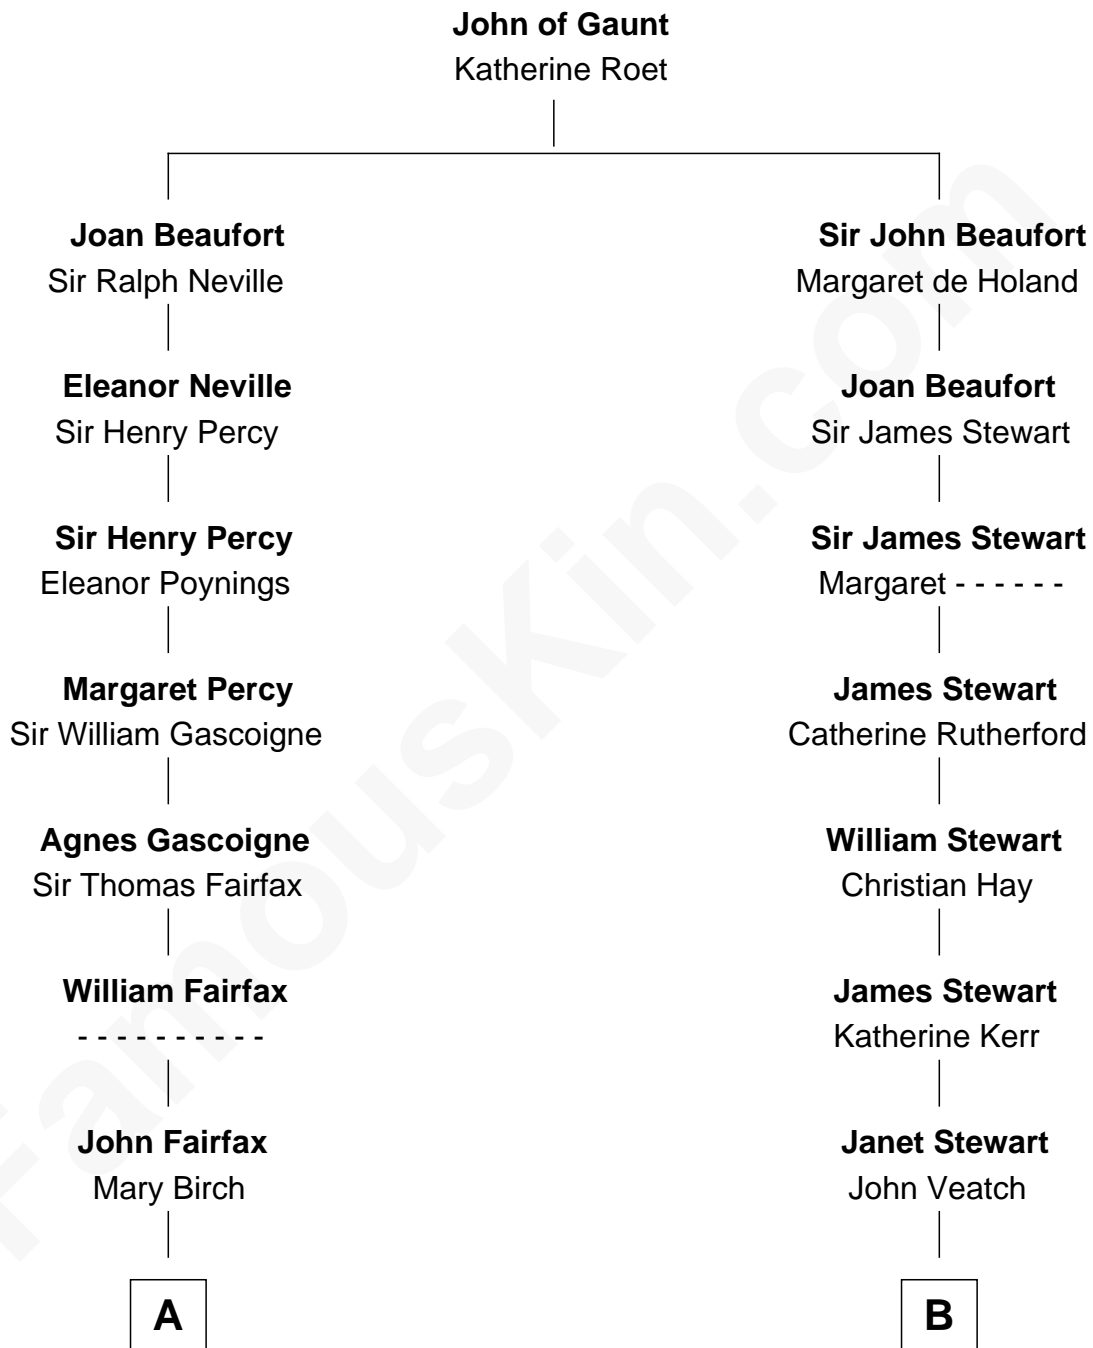 John of Gaunt
Katherine Roet
Joan Beaufort
Sir Ralph Neville
Eleanor Neville
Sir Henry Percy
Sir Henry Percy
Eleanor Poynings
Margaret Percy
Sir William Gascoigne
Agnes Gascoigne
Sir Thomas Fairfax
William Fairfax
- - - - - - - - - -
John Fairfax
Mary Birch
A
Sir John Beaufort
Margaret de Holand
Joan Beaufort
Sir James Stewart
Sir James Stewart
Margaret - - - - - -
James Stewart
Catherine Rutherford
William Stewart
Christian Hay
James Stewart
Katherine Kerr
Janet Stewart
John Veatch
B
FamousKin.com